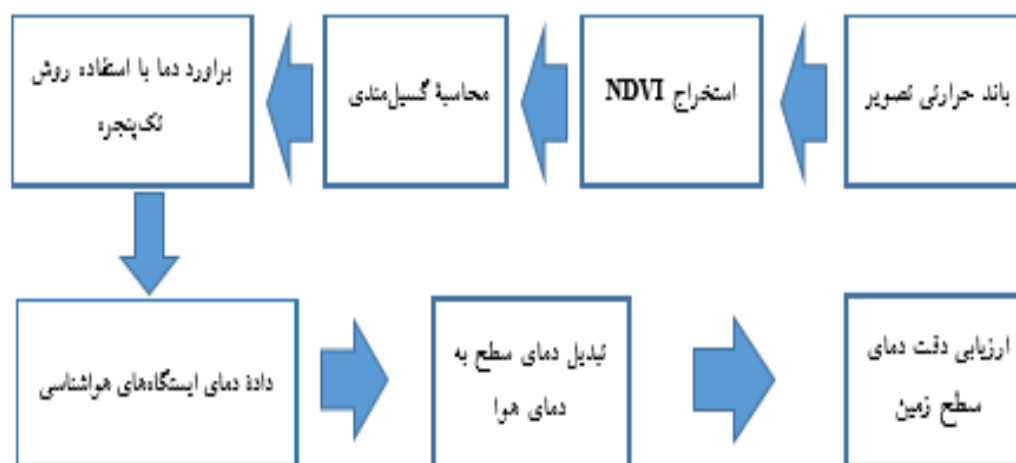 باند حرارتی تصویر
استخراج NDVI
محاسبهٔ گسیل‌مندی
براورد دما با استفاده روش
تک‌پنجره
دادهٔ دمای ایستگاه‌های هواشناسی
تبدیل دمای سطح به
دمای هوا
ارزیابی دقت دمای
سطح زمین